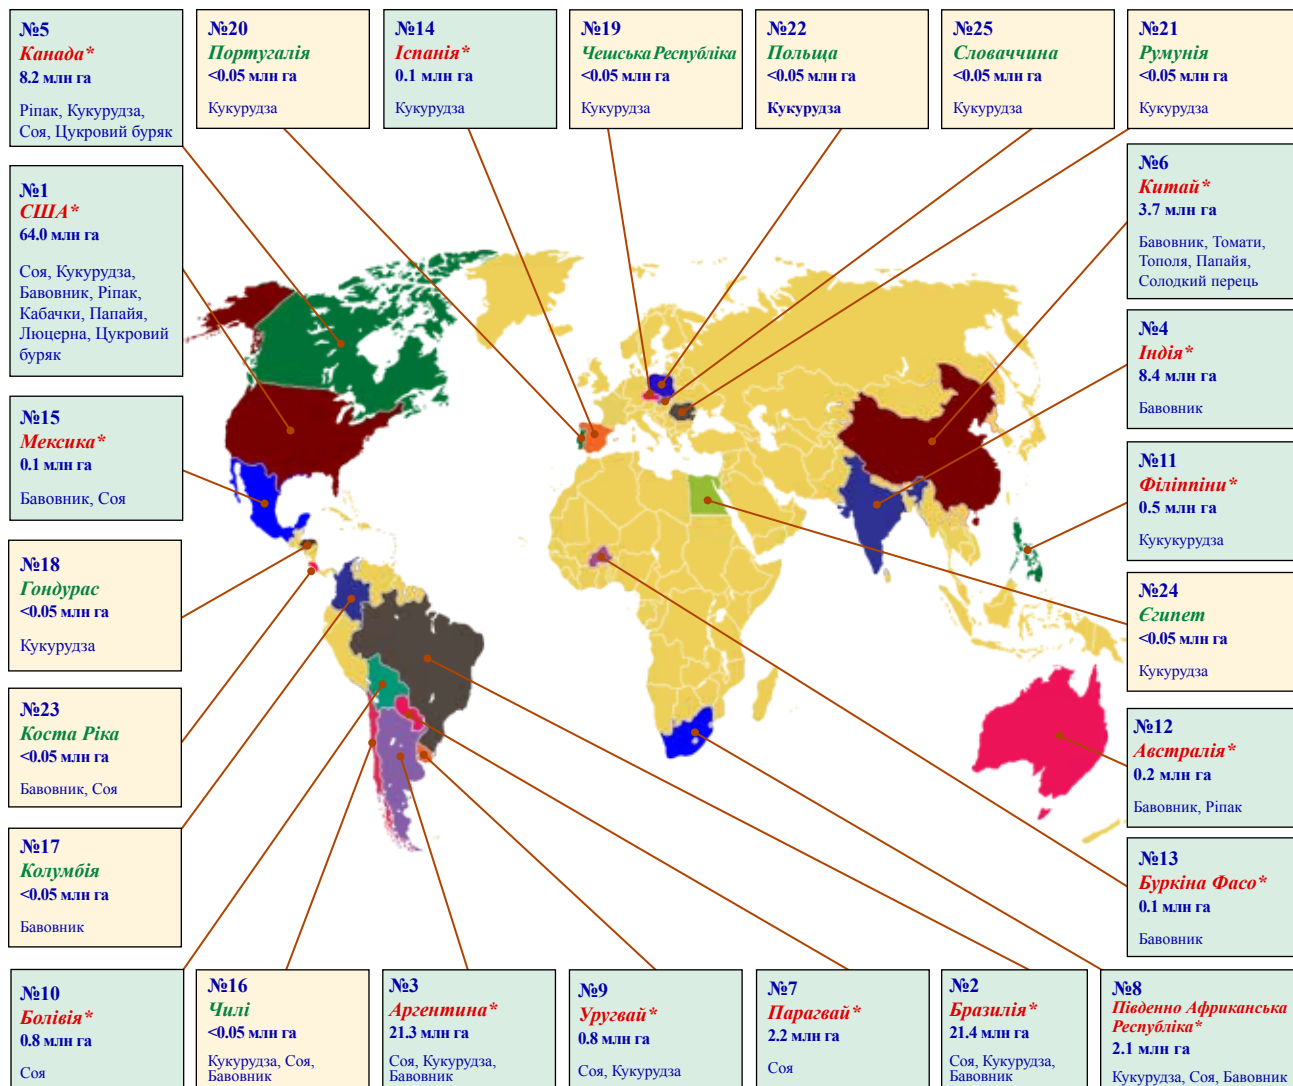 №5
Канада*
8.2 млн га
Ріпак, Кукурудза,
Соя, Цукровий буряк
№20
Португалія
<0.05 млн га
Кукурудза
№14
Іспанія*
0.1 млн га
Кукурудза
№19
Чешська Республіка
<0.05 млн га
Кукурудза
№22
Польща
<0.05 млн га
Кукурудза
№25
Словаччина
<0.05 млн га
Кукурудза
№21
Румунія
<0.05 млн га
Кукурудза
№1
США*
64.0 млн га
Соя, Кукурудза,
Бавовник, Ріпак,
Кабачки, Папайя,
Люцерна, Цукровий
буряк
№6
Китай*
3.7 млн га
Бавовник, Томати,
Тополя, Папайя,
Солодкий перець
№4
Індія*
8.4 млн га
Бавовник
№15
Мексика*
0.1 млн га
Бавовник, Соя
№11
Філіппіни*
0.5 млн га
Кукукурудза
№18
Гондурас
<0.05 млн га
Кукурудза
№24
Єгипет
<0.05 млн га
Кукурудза
№23
Коста Ріка
<0.05 млн га
Бавовник, Соя
№12
Австралія*
0.2 млн га
Бавовник, Ріпак
№17
Колумбія
<0.05 млн га
Бавовник
№13
Буркіна Фасо*
0.1 млн га
Бавовник
№10
Болівія*
0.8 млн га
Соя
№16
Чилі
<0.05 млн га
Кукурудза, Соя,
Бавовник
№3
Аргентина*
21.3 млн га
Соя, Кукурудза,
Бавовник
№9
Уругвай*
0.8 млн га
Соя, Кукурудза
№7
Парагвай*
2.2 млн га
Соя
№2
Бразилія*
21.4 млн га
Соя, Кукурудза,
Бавовник
№8
Південно Африканська
Республіка*
2.1 млн га
Кукурудза, Соя, Бавовник